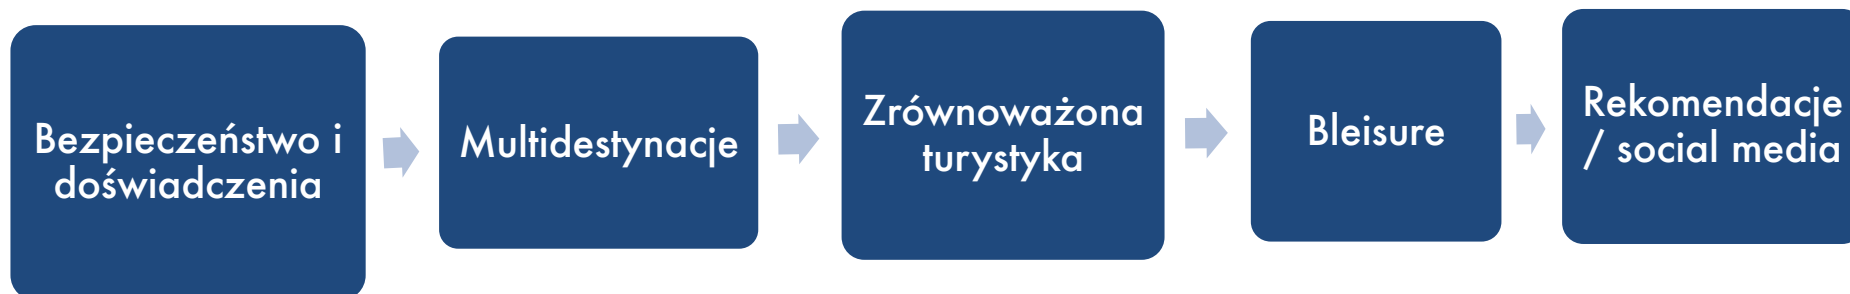 Bezpieczeństwo i
doświadczenia
Multidestynacje
Zrównoważona
turystyka
Bleisure
Rekomendacje
/ social media